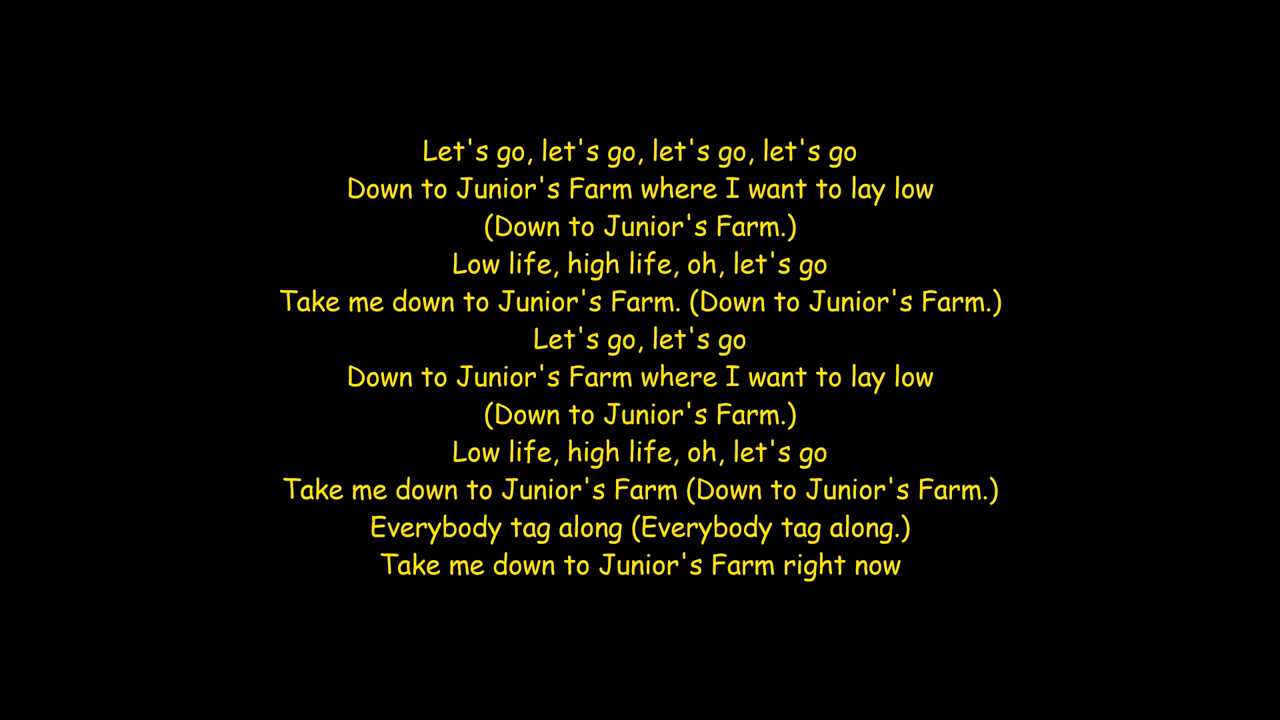 Let's go, let's go, let's go, let's go
Down to Junior's Farm where I want to lay low
(Down to Junior's Farm.)
Low life, high life, oh, let's go
Take me down to Junior's Farm. (Down to Junior's Farm.)
Let's go, let's go
Down to Junior's Farm where I want to lay low
(Down to Junior's Farm.)
Low life, high life, oh, let's go
Take me down to Junior's Farm (Down to Junior's Farm.)
Everybody tag along (Everybody tag along.)
Take me down to Junior's Farm right now